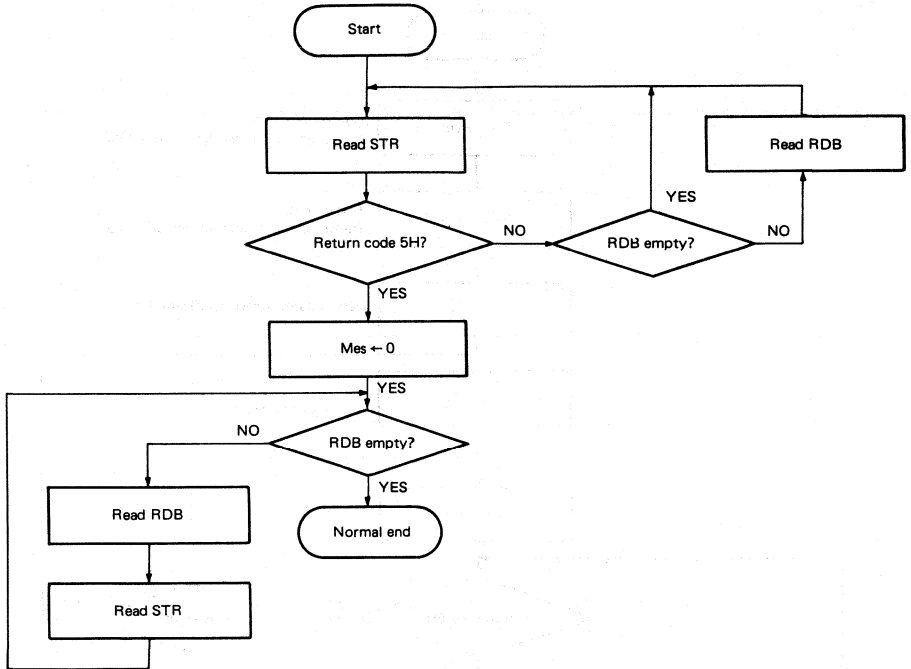 Start
Read STR
Read RDB
YES
Return code 5H?
NO
RDB empty?
NO
YES
Mes ← 0
YES
NO
RDB empty?
YES
Read RDB
Normal end
Read STR